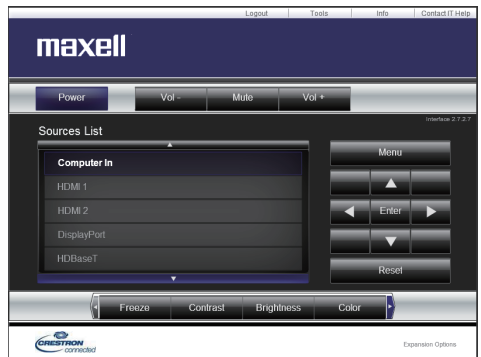 Logout Tools Info Contact IT Help
maxell
Power Vol - Mute Vol +
Interface 2.7.2.7
Sources List
Computer In
HDMI 1
HDMI 2
DisplayPort
HDBaseT
Menu
Enter
Reset
Freeze Contrast Brightness Color
CRESTRON
connected
Expansion Options